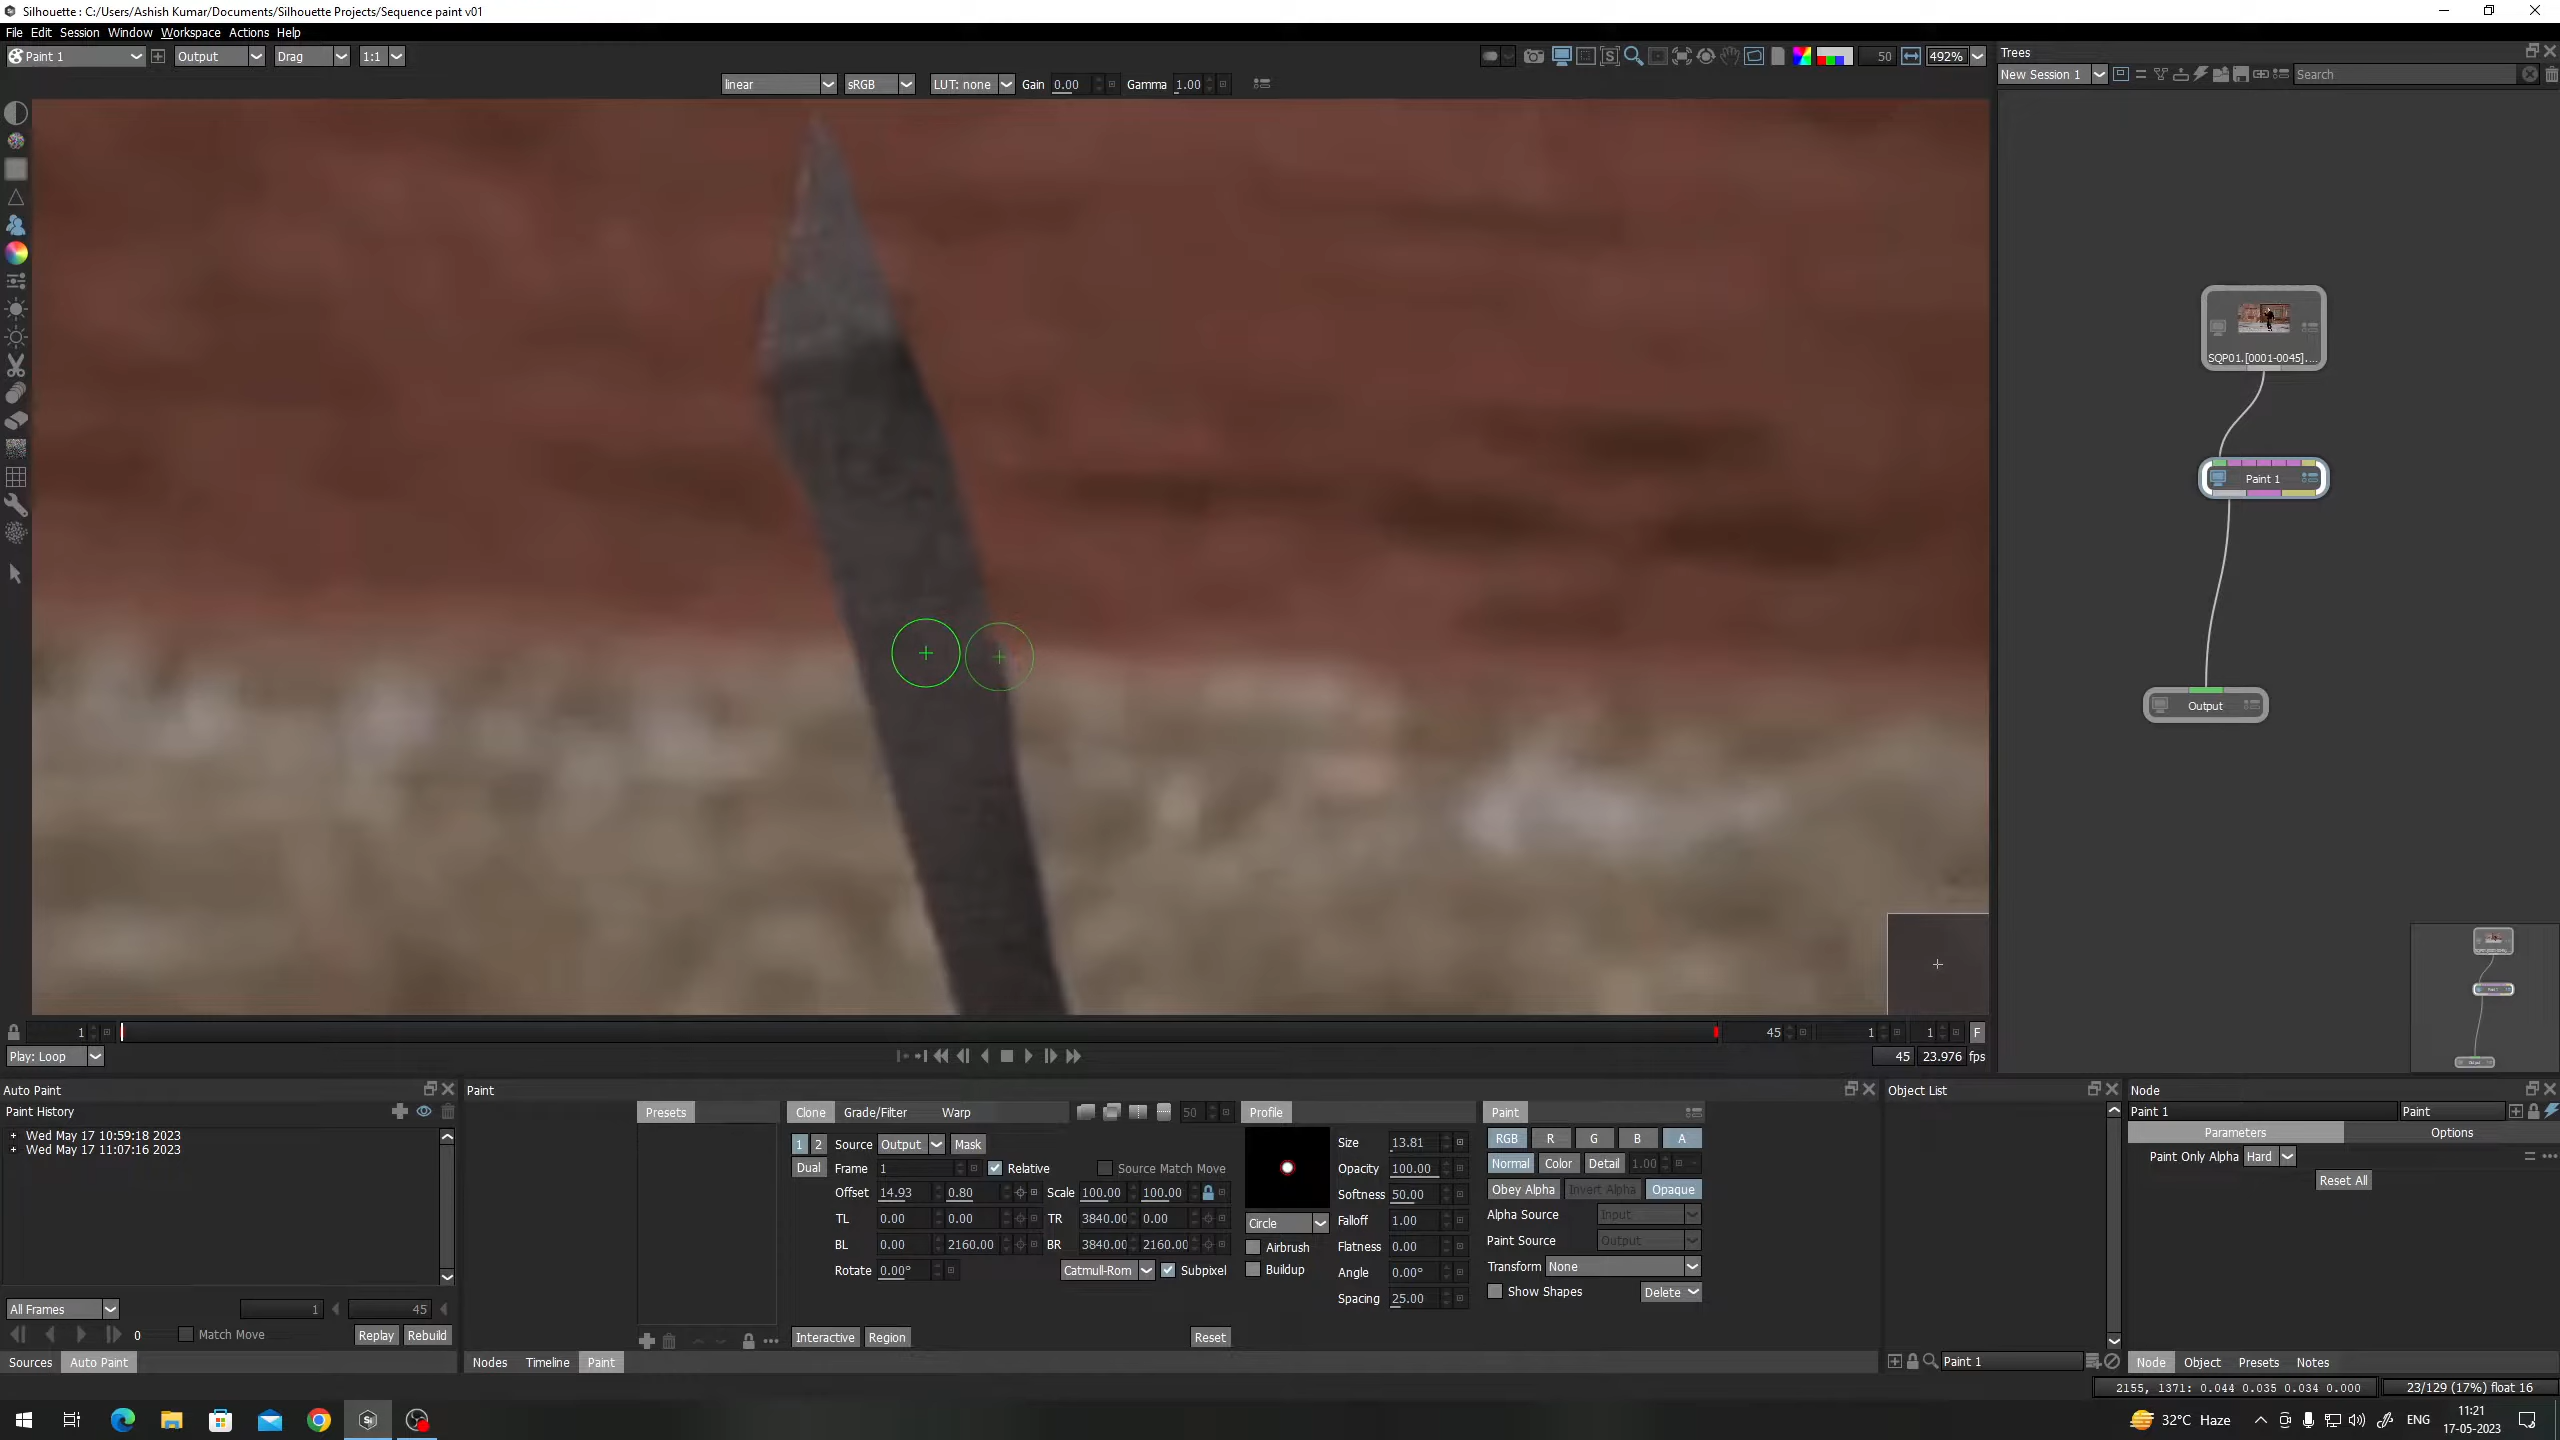 Silhouette : C:/Users/Ashish Kumar/Documents/Silhouette Projects/Sequence paint v01
File Edit Session Window Workspace Actions Help
Paint 1 Output Drag 1:1 50 492%
Trees
New Session 1 Search
linear sRGB LUT: none Gain 0.00 Gamma 1.00
SQP01.[0001-0045]....
Paint 1
Output
1 45 1 1 F
Play: Loop 45 23.976 fps
Auto Paint
Paint History
Wed May 17 10:59:18 2023
Wed May 17 11:07:16 2023
All Frames 1 45
0 Match Move Replay Rebuild
Sources Auto Paint
Paint
Presets
Clone Grade/Filter Warp 50
1 2 Source Output Mask
Dual Frame 1 Relative Source Match Move
Offset 14.93 0.80 Scale 100.00 100.00
TL 0.00 0.00 TR 3840.00 0.00
BL 0.00 2160.00 BR 3840.00 2160.00
Rotate 0.00° Catmull-Rom Subpixel
Interactive Region Reset
Nodes Timeline Paint
Profile
Circle
Airbrush
Buildup
Size 13.81
Opacity 100.00
Softness 50.00
Falloff 1.00
Flatness 0.00
Angle 0.00°
Spacing 25.00
Paint
RGB R G B A
Normal Color Detail 1.00
Obey Alpha Invert Alpha Opaque
Alpha Source Input
Paint Source Output
Transform None
Show Shapes Delete
Object List
Paint 1
Node
Paint 1 Paint
Parameters Options
Paint Only Alpha Hard
Reset All
Node Object Presets Notes
2155, 1371: 0.044 0.035 0.034 0.000 23/129 (17%) float 16
32°C Haze ENG 11:21
17-05-2023